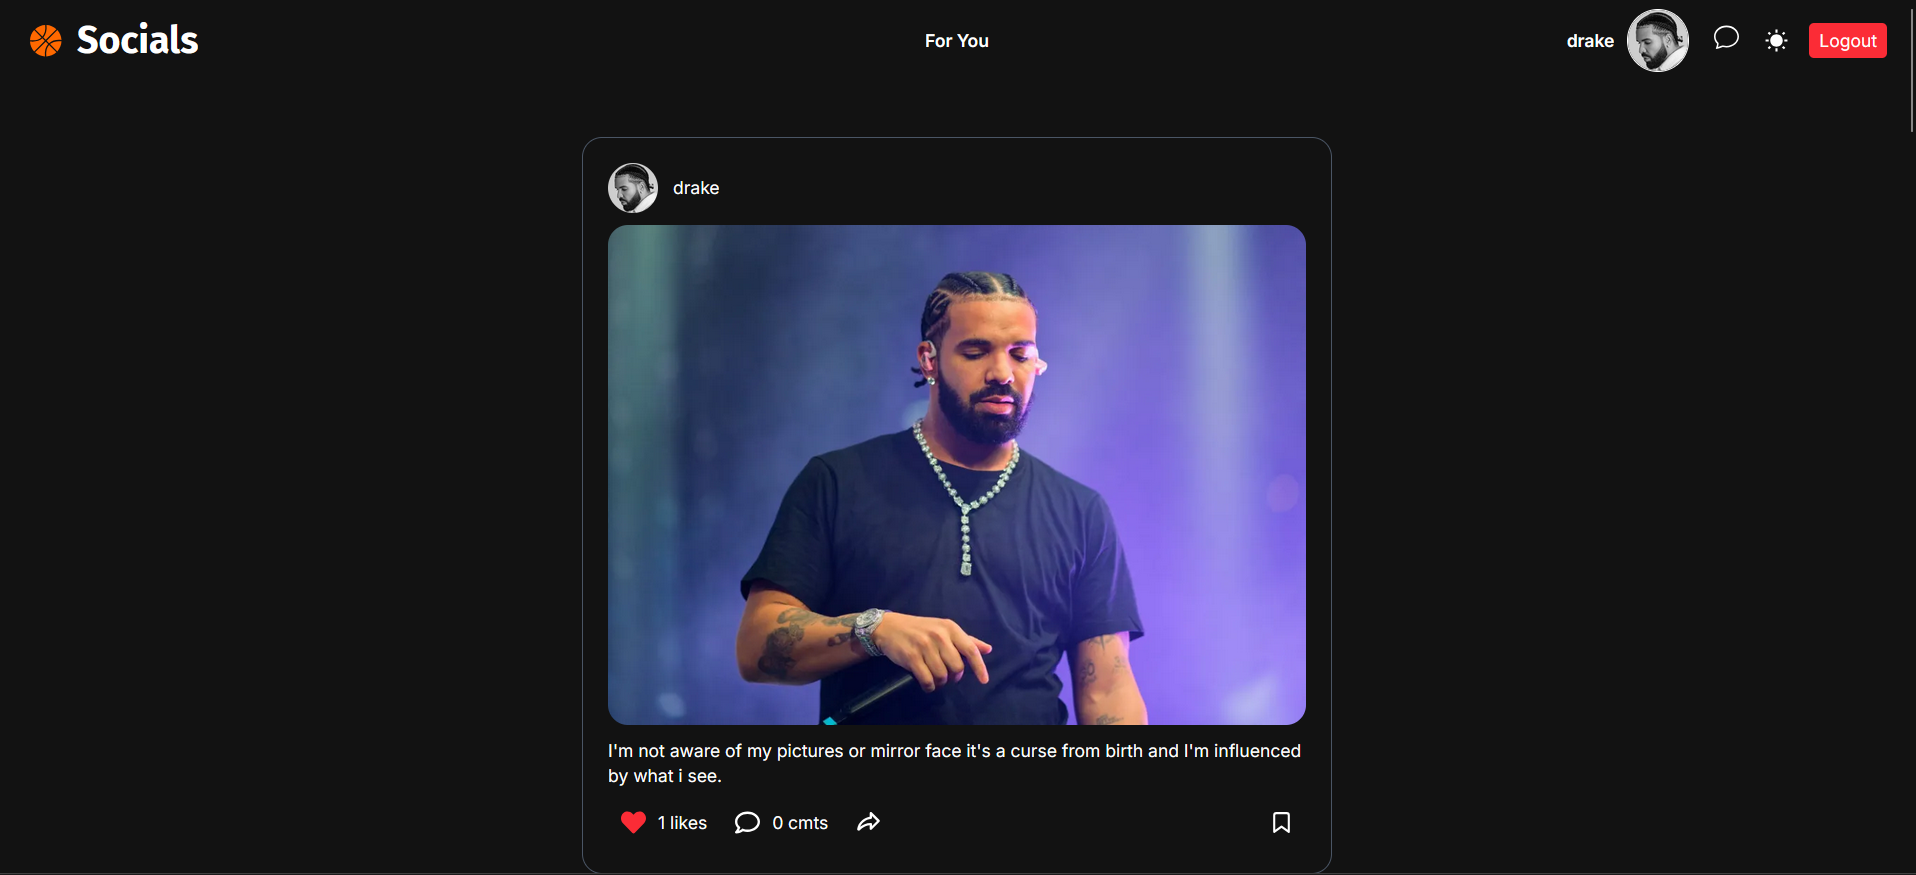 Socials
For You
drake
Logout
drake
I'm not aware of my pictures or mirror face it's a curse from birth and I'm influenced
by what i see.
1 likes
0 cmts